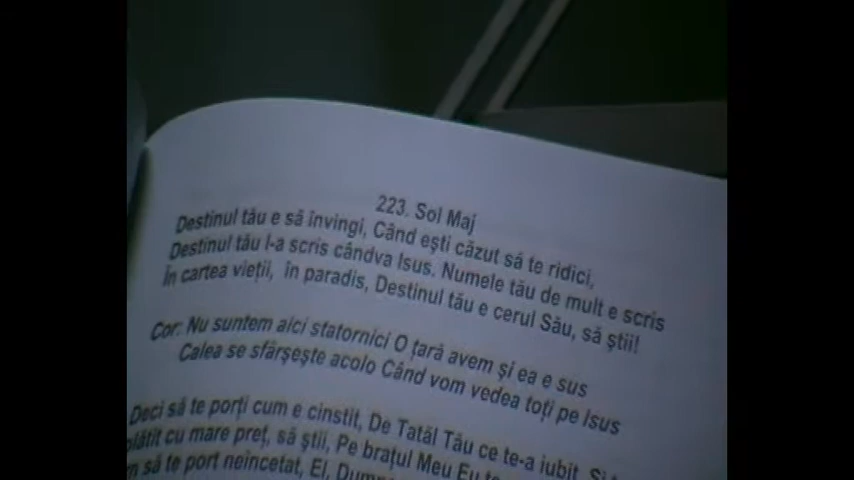 223. Sol Maj
Destinul tău e să învingi, Când ești căzut să te ridici,
Destinul tău l-a scris cândva Isus. Numele tău de mult e scris
În cartea vieții, în paradis, Destinul tău e cerul Său, să știi!
Cor: Nu suntem aici statornici O țară avem și ea e sus
Calea se sfârșește acolo Când vom vedea toți pe Isus
Deci să te porți cum e cinstit, De Tatăl Tău ce te-a iubit,
plătit cu mare preț, să știi, Pe brațul Meu Eu
să te port neîncetat, El,